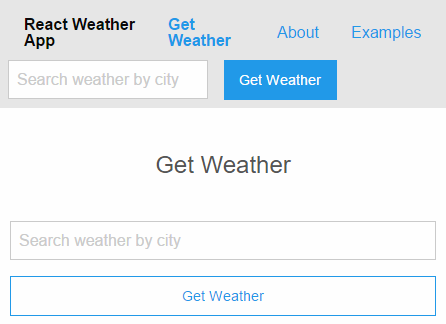 React Weather
App
Get
Weather
About
Examples
Search weather by city
Get Weather
Get Weather
Search weather by city
Get Weather